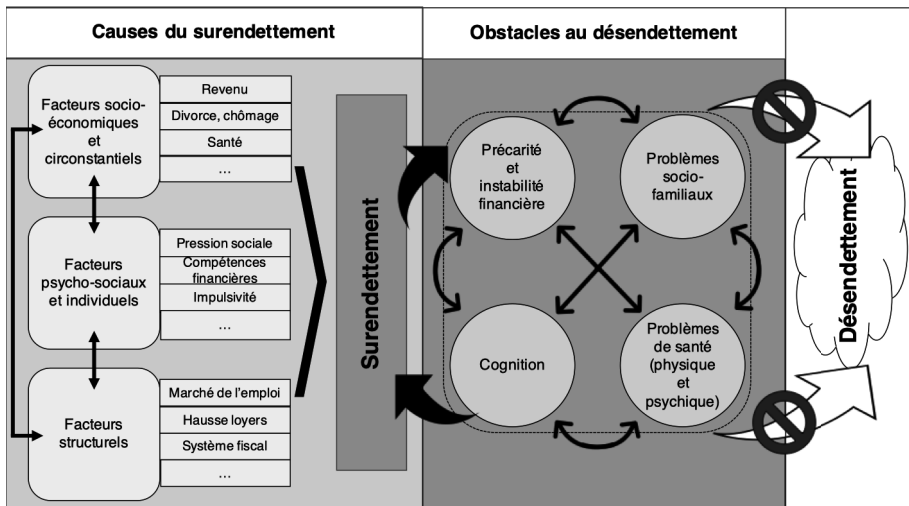 Causes du surendettement
Obstacles au désendettement
Facteurs socio-
économiques
et
circonstantiels
Revenu
Divorce, chômage
Santé
...
Facteurs
psycho-sociaux
et individuels
Pression sociale
Compétences
financières
Impulsivité
...
Facteurs
structurels
Marché de l'emploi
Hausse loyers
Système fiscal
...
Surendettement
Précarité
et
instabilité
financière
Problèmes
socio-
familiaux
Cognition
Problèmes
de santé
(physique
et
psychique)
Désendettement